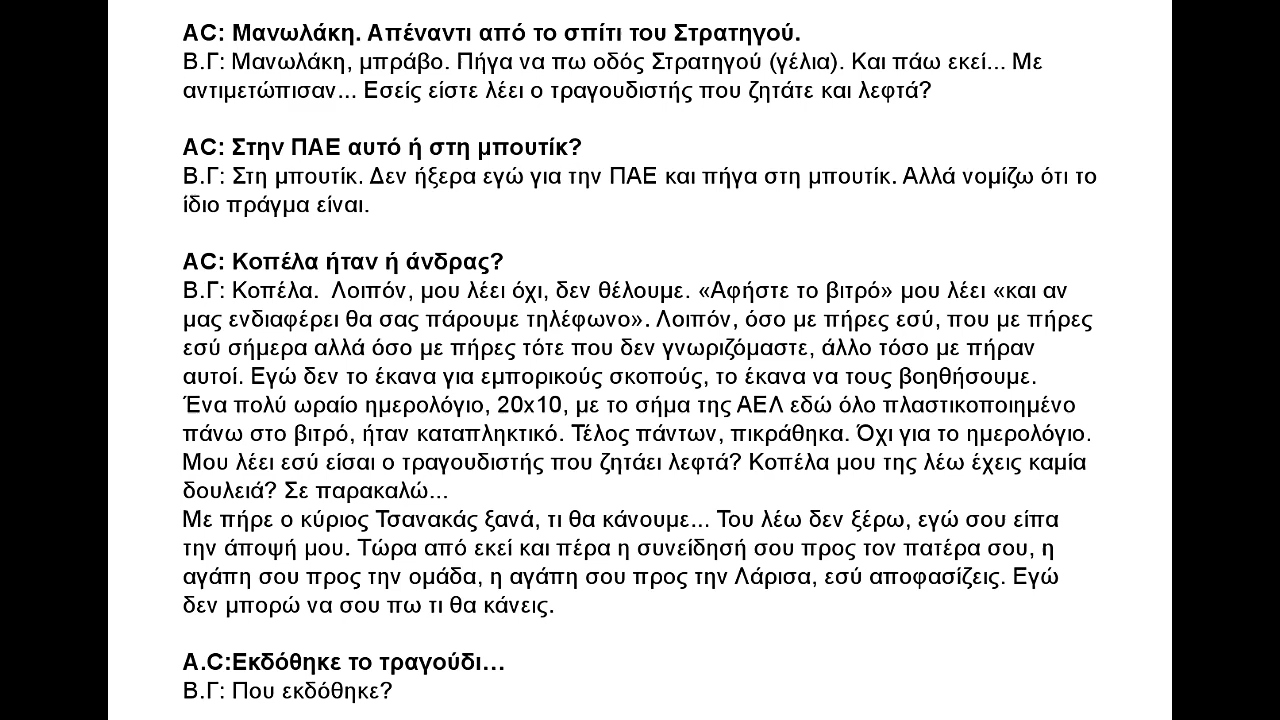 AC: Μανωλάκη. Απέναντι από το σπίτι του Στρατηγού.
Β.Γ: Μανωλάκη, μπράβο. Πήγα να πω οδός Στρατηγού (γέλια). Και πάω εκεί... Με
αντιμετώπισαν... Εσείς είστε λέει ο τραγουδιστής που ζητάτε και λεφτά?
AC: Στην ΠΑΕ αυτό ή στη μπουτίκ?
Β.Γ: Στη μπουτίκ. Δεν ήξερα εγώ για την ΠΑΕ και πήγα στη μπουτίκ. Αλλά νομίζω ότι το
ίδιο πράγμα είναι.
AC: Κοπέλα ήταν ή άνδρας?
Β.Γ: Κοπέλα.  Λοιπόν, μου λέει όχι, δεν θέλουμε. «Αφήστε το βιτρό» μου λέει «και αν
μας ενδιαφέρει θα σας πάρουμε τηλέφωνο». Λοιπόν, όσο με πήρες εσύ, που με πήρες
εσύ σήμερα αλλά όσο με πήρες τότε που δεν γνωριζόμαστε, άλλο τόσο με πήραν
αυτοί. Εγώ δεν το έκανα για εμπορικούς σκοπούς, το έκανα να τους βοηθήσουμε.
Ένα πολύ ωραίο ημερολόγιο, 20x10, με το σήμα της ΑΕΛ εδώ όλο πλαστικοποιημένο
πάνω στο βιτρό, ήταν καταπληκτικό. Τέλος πάντων, πικράθηκα. Όχι για το ημερολόγιο.
Μου λέει εσύ είσαι ο τραγουδιστής που ζητάει λεφτά? Κοπέλα μου της λέω έχεις καμία
δουλειά? Σε παρακαλώ...
Με πήρε ο κύριος Τσανακάς ξανά, τι θα κάνουμε... Του λέω δεν ξέρω, εγώ σου είπα
την άποψή μου. Τώρα από εκεί και πέρα η συνείδησή σου προς τον πατέρα σου, η
αγάπη σου προς την ομάδα, η αγάπη σου προς την Λάρισα, εσύ αποφασίζεις. Εγώ
δεν μπορώ να σου πω τι θα κάνεις.
A.C:Εκδόθηκε το τραγούδι…
Β.Γ: Που εκδόθηκε?